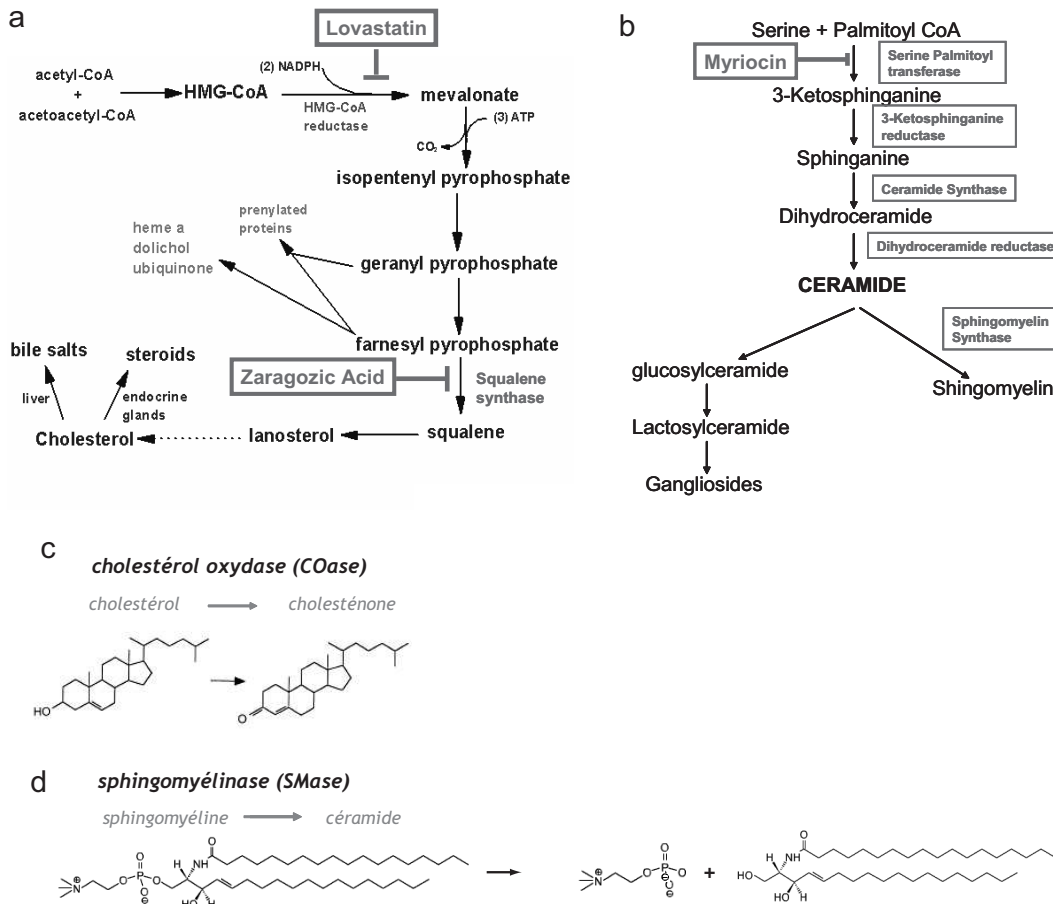 a
Lovastatin
acetyl-CoA
+
acetoacetyl-CoA
HMG-CoA
(2) NADPH
HMG-CoA
reductase
mevalonate
(3) ATP
CO2
isopentenyl pyrophosphate
prenylated
proteins
heme a
dolichol
ubiquinone
geranyl pyrophosphate
farnesyl pyrophosphate
Zaragozic Acid
Squalene
synthase
bile salts
steroids
liver
endocrine
glands
Cholesterol
lanosterol
squalene
b
Serine + Palmitoyl CoA
Myriocin
Serine Palmitoyl
transferase
3-Ketosphinganine
3-Ketosphinganine
reductase
Sphinganine
Ceramide Synthase
Dihydroceramide
Dihydroceramide reductase
CERAMIDE
Sphingomyelin
Synthase
glucosylceramide
Shingomyelin
Lactosylceramide
Gangliosides
c
cholestérol oxydase (COase)
cholestérol
cholesténone
HO
O
d
sphingomyélinase (SMase)
sphingomyéline
céramide
O
NH
H
O
P
O
O
⊖
N
⊕
HO
H
O
P
O
O
⊖
⊖
N
⊕
+
O
NH
H
HO
HO
H